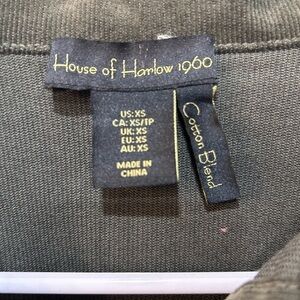 House of Harlow 1960
US: XS
CA: XS/TP
UK: XS
EU: XS
AU: XS
MADE IN
CHINA
Cotton Blend